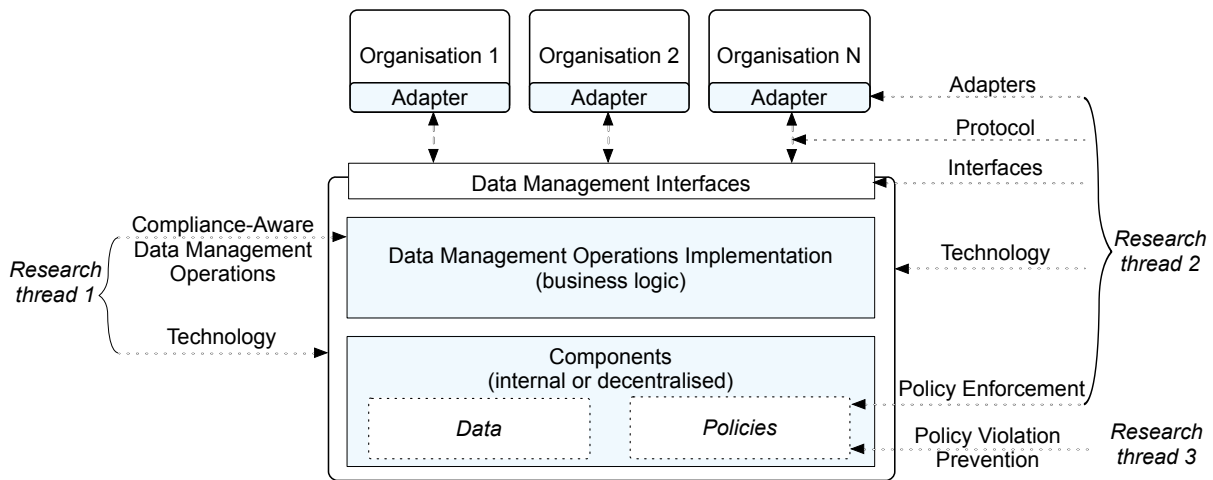 Organisation 1
Organisation 2
Organisation N
Adapter
Adapter
Adapter
Adapters
Protocol
Interfaces
Data Management Interfaces
Compliance-Aware
Data Management
Operations
Research
thread 1
Technology
Data Management Operations Implementation
(business logic)
Technology
Research
thread 2
Components
(internal or decentralised)
Data
Policies
Policy Enforcement
Policy Violation
Prevention
Research
thread 3